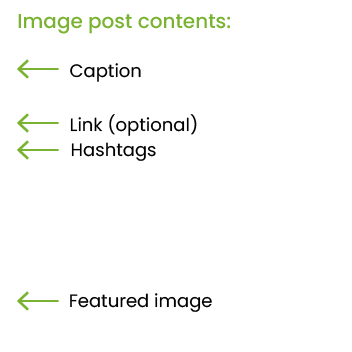 Image post contents:
Caption
Link (optional)
Hashtags
Featured image